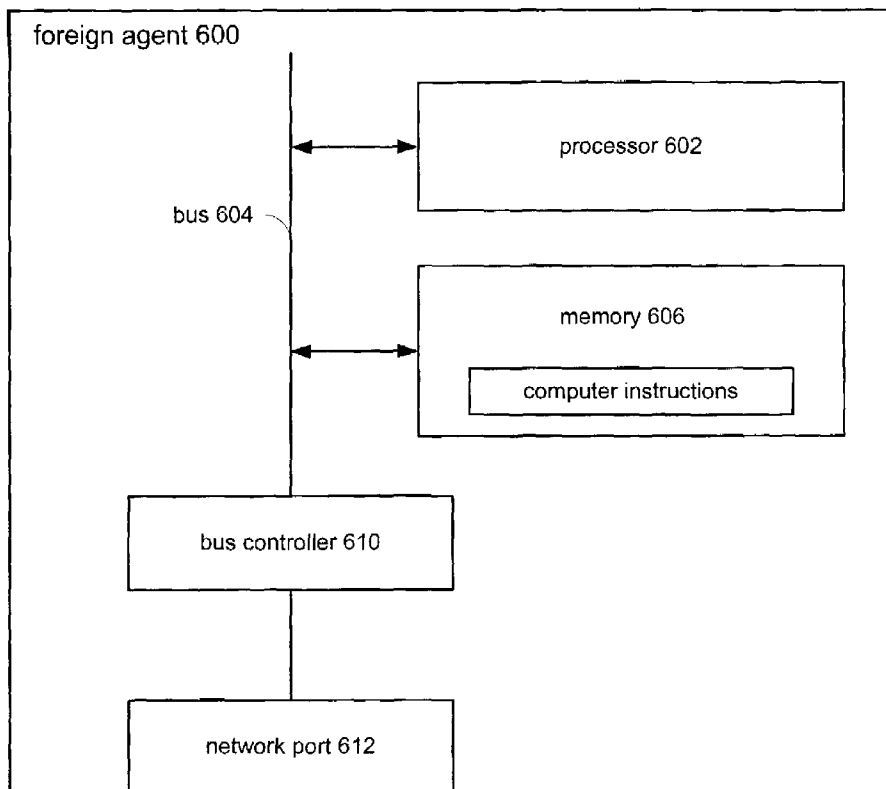 foreign agent 600
processor 602
bus 604
memory 606
computer instructions
bus controller 610
network port 612